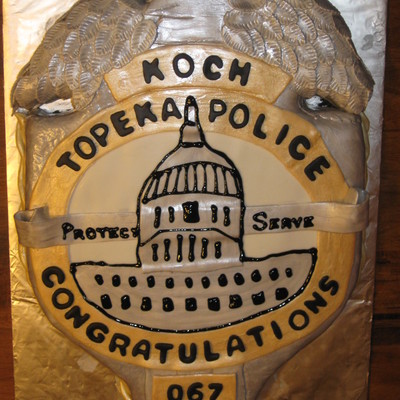 KOCH
TOPEKA POLICE
PROTECT SERVE
CONGRATULATIONS
067